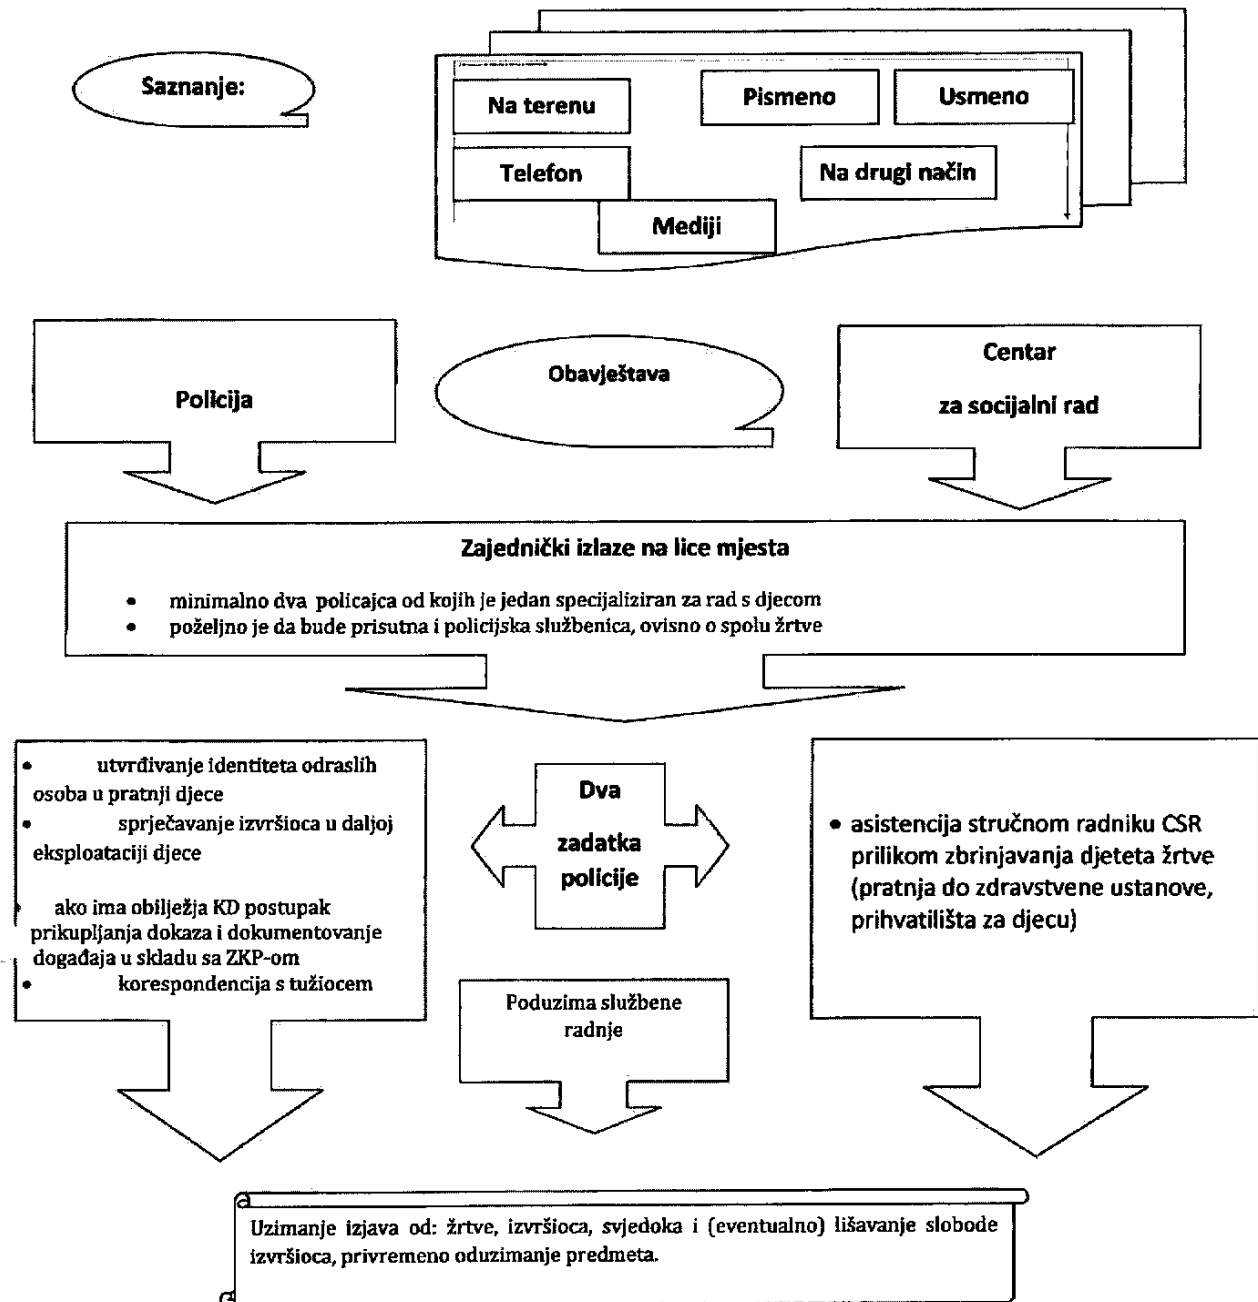 Saznanje:
Na terenu
Pismeno
Usmeno
Telefon
Na drugi način
Mediji
Policija
Obavještava
Centar
za socijalni rad
Zajednički izlaze na lice mjesta
• minimalno dva policajca od kojih je jedan specijaliziran za rad s djecom
• poželjno je da bude prisutna i policijska službenica, ovisno o spolu žrtve
• utvrđivanje identiteta odraslih
osoba u pratnji djece
• sprječavanje izvršioca u daljoj
eksploataciji djece
• ako ima obilježja KD postupak
prikupljanja dokaza i dokumentovanje
događaja u skladu sa ZKP-om
• korespondencija s tužiocem
Dva
zadatka
policije
• asistencija stručnom radniku CSR
prilikom zbrinjavanja djeteta žrtve
(pratnja do zdravstvene ustanove,
prihvatilišta za djecu)
Poduzima službene
radnje
Uzimanje izjava od: žrtve, izvršioca, svjedoka i (eventualno) lišavanje slobode
izvršioca, privremeno oduzimanje predmeta.